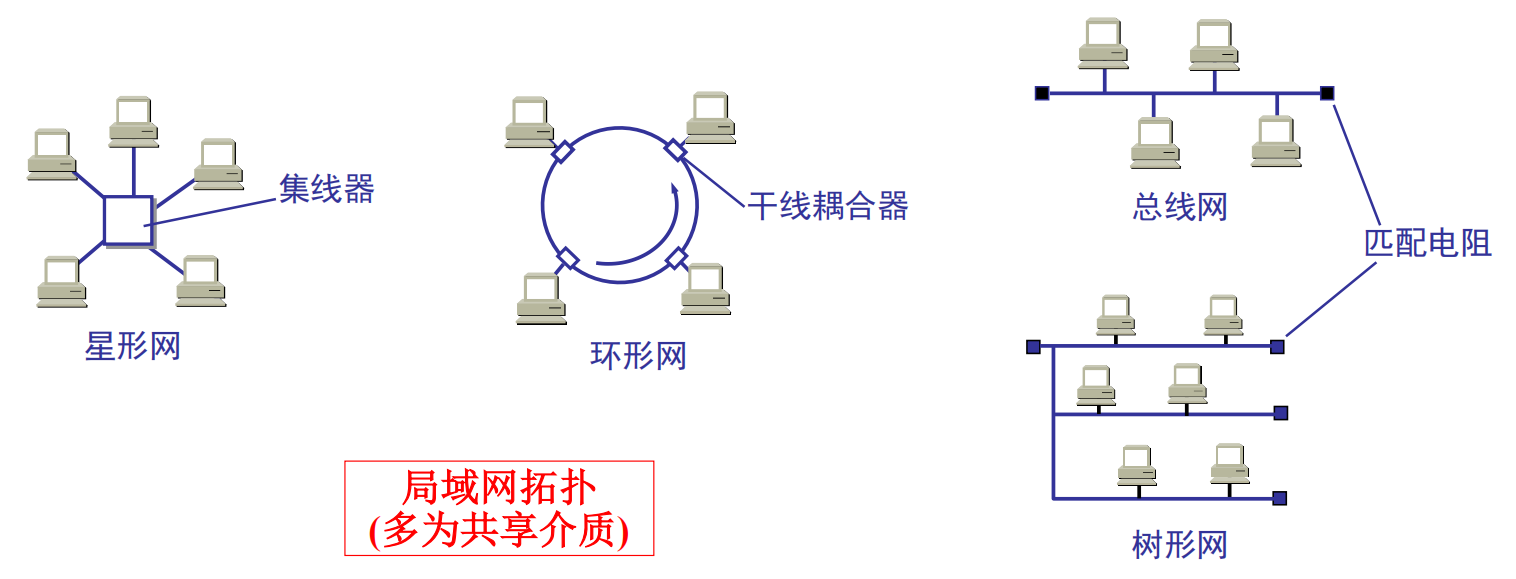 集线器
星形网
干线耦合器
环形网
总线网
匹配电阻
树形网
局域网拓扑
(多为共享介质)